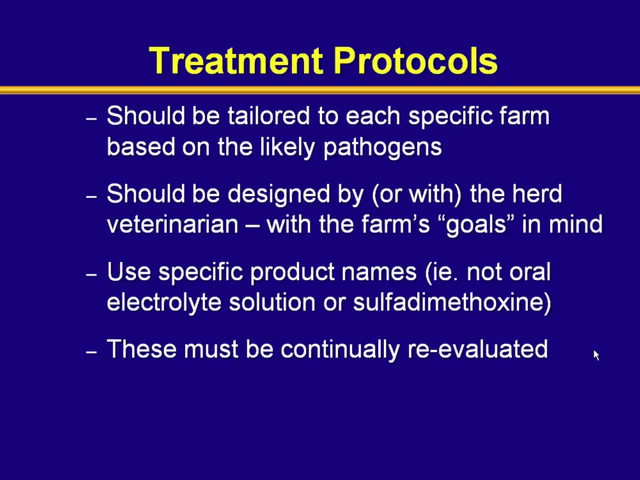 Treatment Protocols
– Should be tailored to each specific farm
based on the likely pathogens
– Should be designed by (or with) the herd
veterinarian – with the farm’s “goals” in mind
– Use specific product names (ie. not oral
electrolyte solution or sulfadimethoxine)
– These must be continually re-evaluated